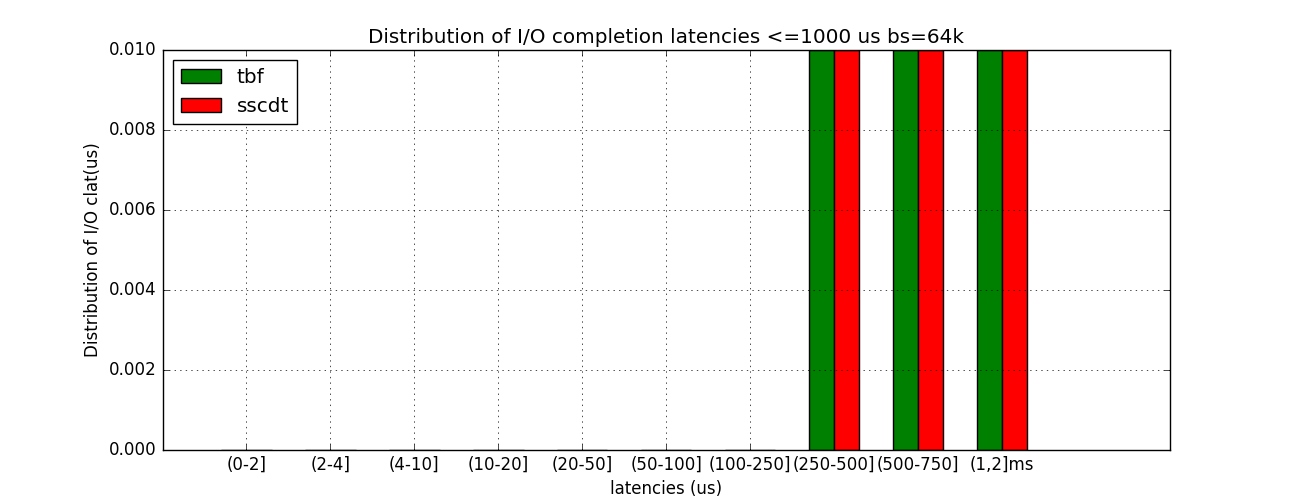 Distribution of I/O completion latencies <=1000 us bs=64k
0.010
0.008
0.006
0.004
0.002
0.000
Distribution of I/O clat(us)
tbf
sscdt
(0-2] (2-4] (4-10] (10-20] (20-50] (50-100] (100-250] (250-500] (500-750] (1,2]ms
latencies (us)